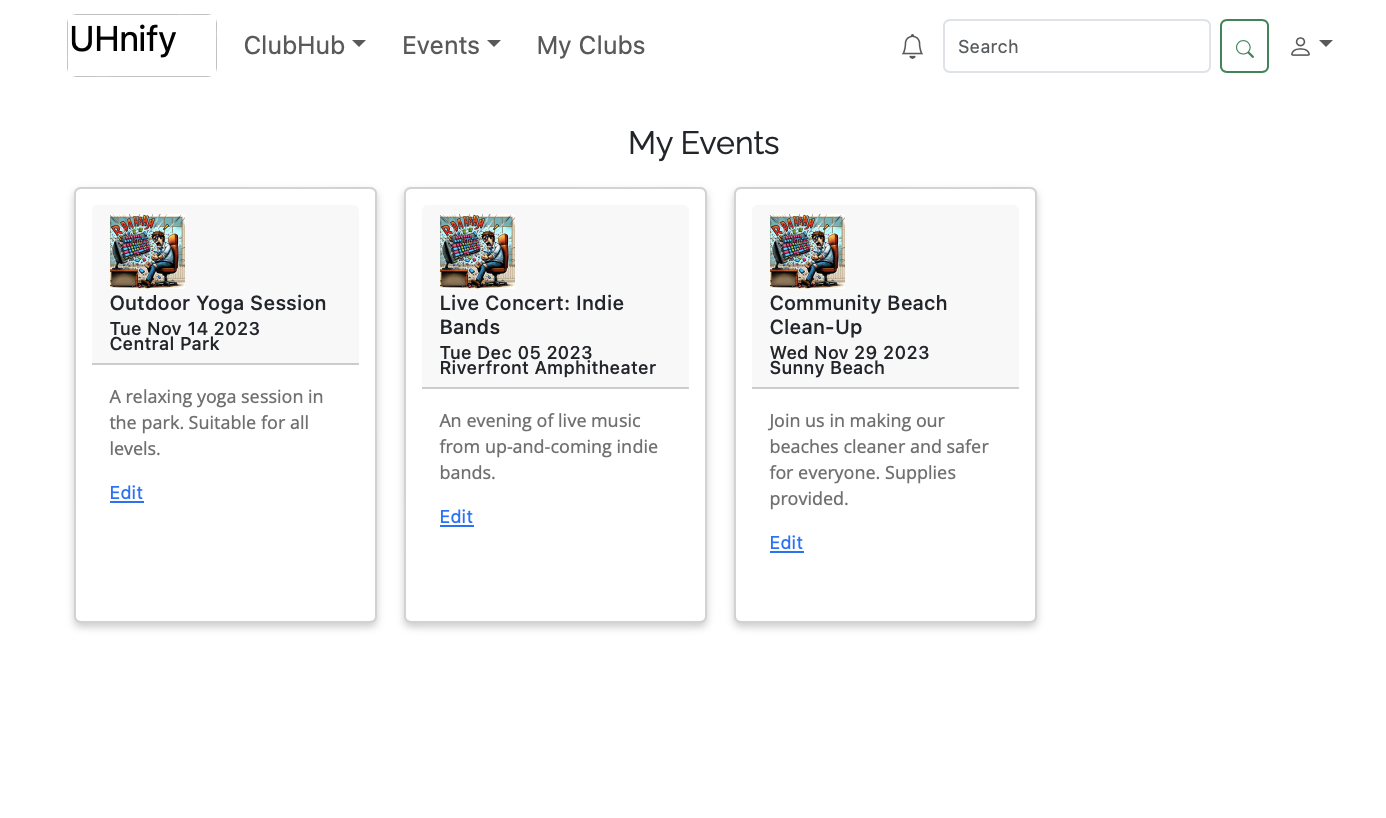 UHnify
ClubHub
Events
My Clubs
Search
My Events
Outdoor Yoga Session
Tue Nov 14 2023
Central Park
A relaxing yoga session in
the park. Suitable for all
levels.
Edit
Live Concert: Indie
Bands
Tue Dec 05 2023
Riverfront Amphitheater
An evening of live music
from up-and-coming indie
bands.
Edit
Community Beach
Clean-Up
Wed Nov 29 2023
Sunny Beach
Join us in making our
beaches cleaner and safer
for everyone. Supplies
provided.
Edit